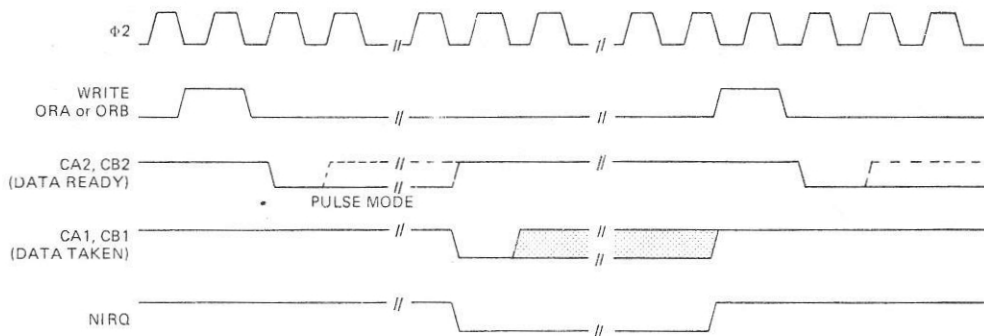 Φ2
WRITE
ORA or ORB
CA2, CB2
(DATA READY)
PULSE MODE
CA1, CB1
(DATA TAKEN)
NIRQ